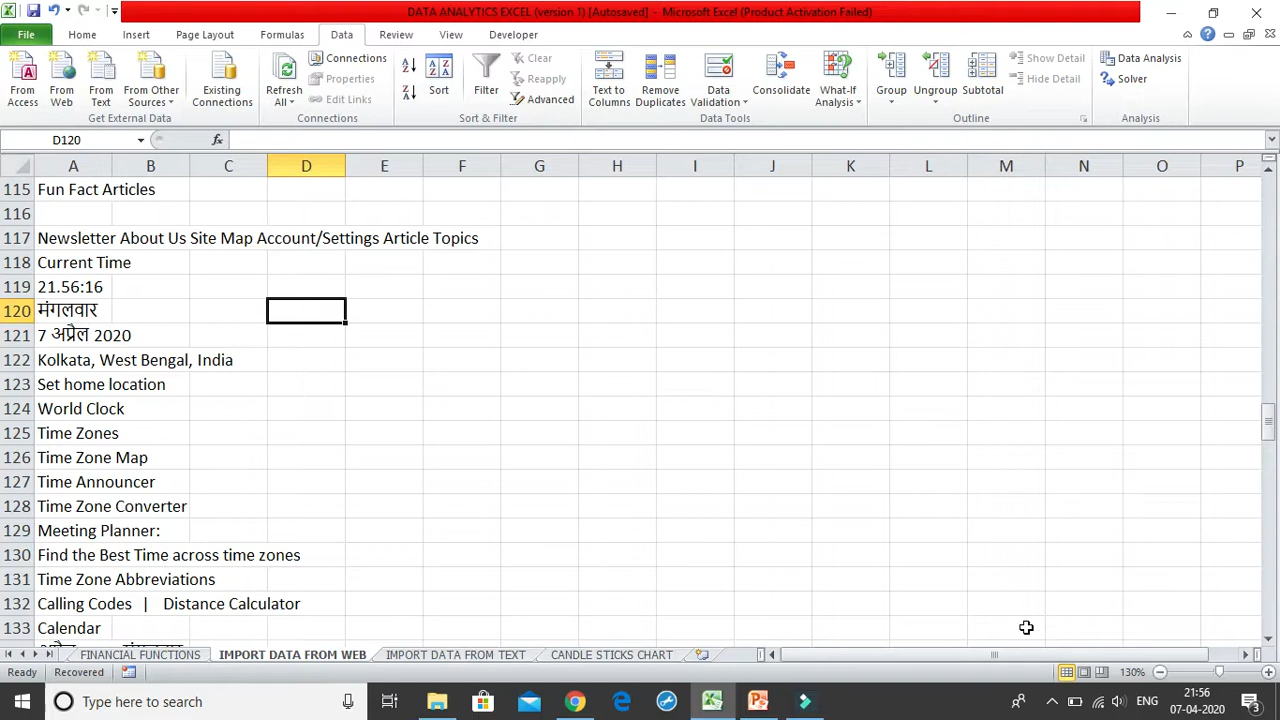 DATA ANALYTICS EXCEL (version 1) [Autosaved] – Microsoft Excel (Product Activation Failed)
File Home Insert Page Layout Formulas Data Review View Developer
From Access
From Web
From Text
From Other Sources
Existing Connections
Get External Data
Refresh All
Connections
Properties
Edit Links
Connections
Sort
Filter
Clear
Reapply
Advanced
Sort & Filter
Text to Columns
Remove Duplicates
Data Validation
Consolidate
What-If Analysis
Data Tools
Group
Ungroup
Subtotal
Show Detail
Hide Detail
Outline
Data Analysis
Solver
Analysis
D120 fx
A B C D E F G H I J K L M N O P
115 Fun Fact Articles
116
117 Newsletter About Us Site Map Account/Settings Article Topics
118 Current Time
119 21.56:16
120 मंगलवार
121 7 अप्रैल 2020
122 Kolkata, West Bengal, India
123 Set home location
124 World Clock
125 Time Zones
126 Time Zone Map
127 Time Announcer
128 Time Zone Converter
129 Meeting Planner:
130 Find the Best Time across time zones
131 Time Zone Abbreviations
132 Calling Codes | Distance Calculator
133 Calendar
FINANCIAL FUNCTIONS IMPORT DATA FROM WEB IMPORT DATA FROM TEXT CANDLE STICKS CHART
Ready Recovered 130%
Type here to search
ENG
21:56
07-04-2020
3